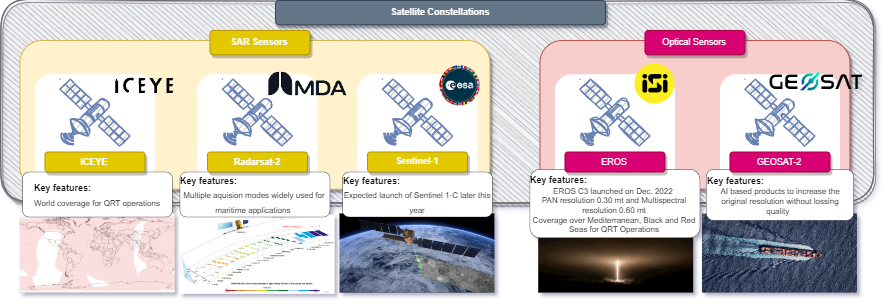 Satellite Constellations
SAR Sensors
Optical Sensors
ICEYE
MDA
esa
iSi
GEOSAT
ICEYE
Radarsat-2
Sentinel-1
EROS
GEOSAT-2
Key features:
World coverage for QRT operations
Key features:
Multiple aquision modes widely used for
maritime applications
Key features:
Expected launch of Sentinel 1-C later this
year
Key features:
EROS C3 launched on Dec. 2022
PAN resolution 0.30 mt and Multispectral
resolution 0.60 mt
Coverage over Mediterranean, Black and Red
Seas for QRT Operations
Key features:
AI based products to increase the
original resolution without lossing
quality